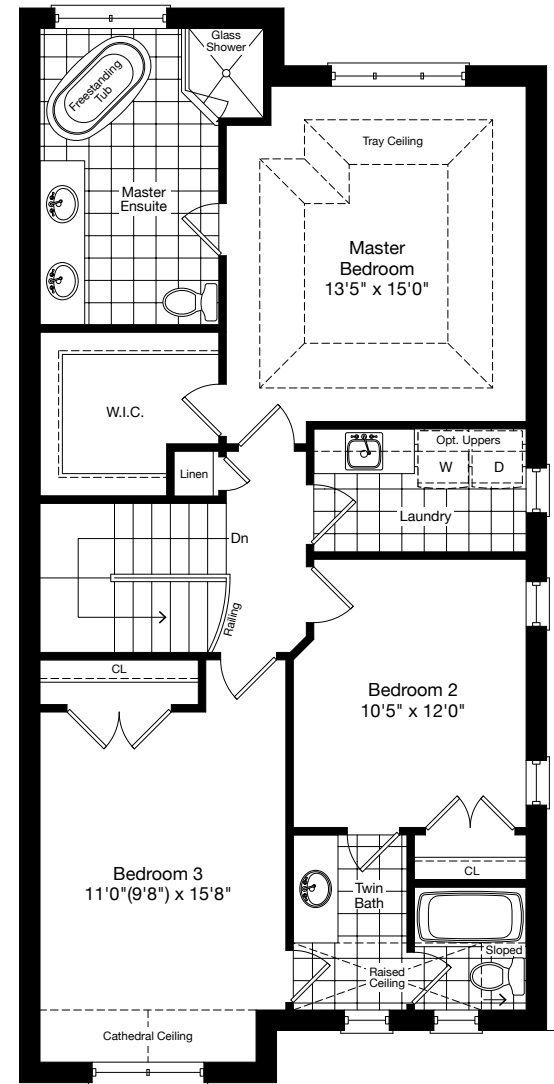 Glass
Shower
Freestanding
Tub
Tray Ceiling
Master
Ensuite
Master
Bedroom
13'5" x 15'0"
W.I.C.
Opt. Uppers
Linen
W
D
Laundry
Dn
Railing
CL
Bedroom 2
10'5" x 12'0"
Bedroom 3
11'0"(9'8") x 15'8"
CL
Twin
Bath
Sloped
Raised
Ceiling
Cathedral Ceiling